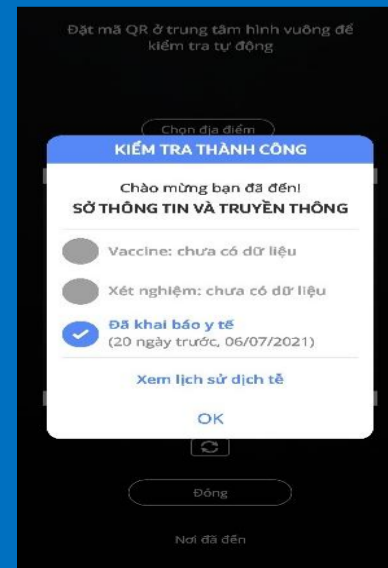 Đặt mã QR ở trung tâm hình vuông để
kiểm tra tự động
Chọn địa điểm
KIỂM TRA THÀNH CÔNG
Chào mừng bạn đã đến!
SỞ THÔNG TIN VÀ TRUYỀN THÔNG
Vaccine: chưa có dữ liệu
Xét nghiệm: chưa có dữ liệu
Đã khai báo y tế
(20 ngày trước, 06/07/2021)
Xem lịch sử dịch tễ
OK
Đóng
Nơi đã đến